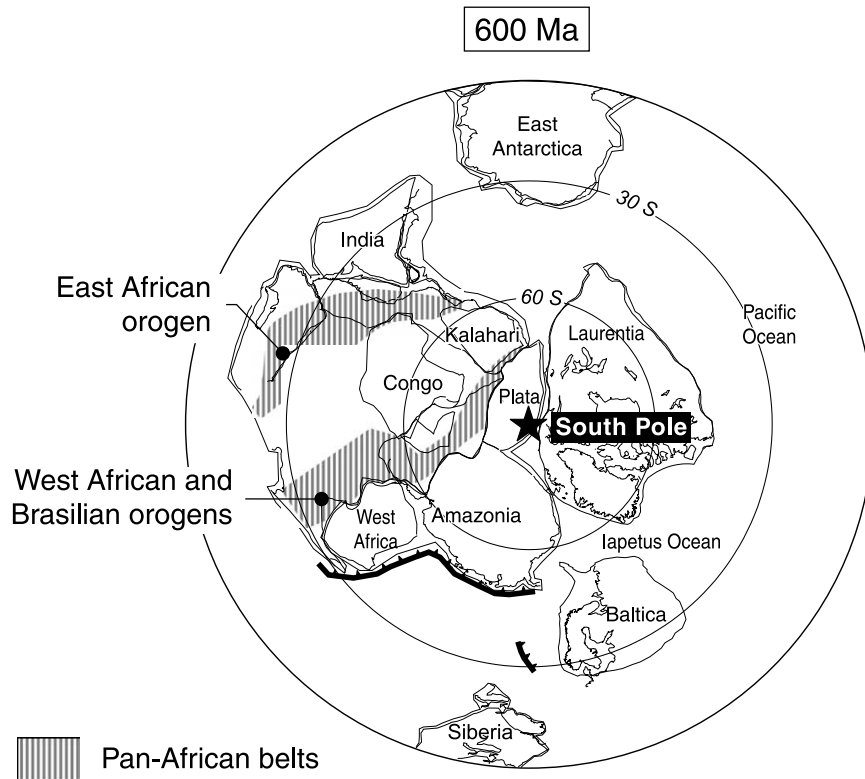 600 Ma
East
Antarctica
30 S
India
East African
orogen
60 S
Pacific
Ocean
Kalahari
Laurentia
Congo
Plata
South Pole
West African and
Brasilian orogens
West
Africa
Amazonia
Iapetus Ocean
Baltica
Siberia
Pan-African belts